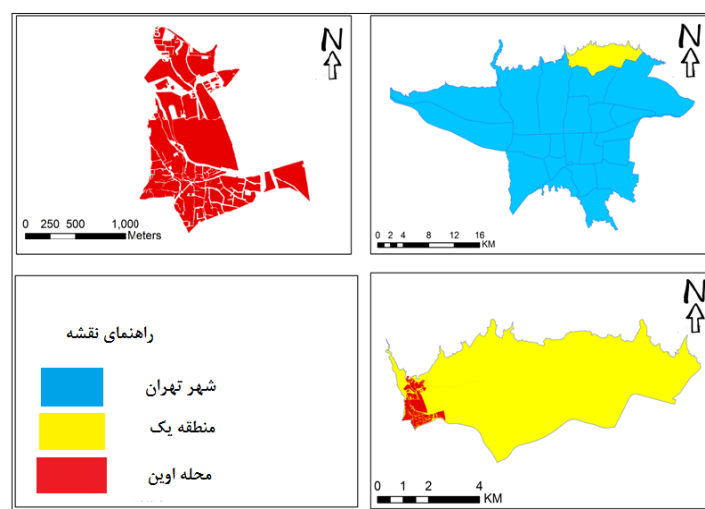 N
0 250 500 1,000
Meters
N
0 2 4 8 12 16
KM
راهنمای نقشه
شهر تهران
منطقه یک
محله اوین
N
0 1 2 4
KM